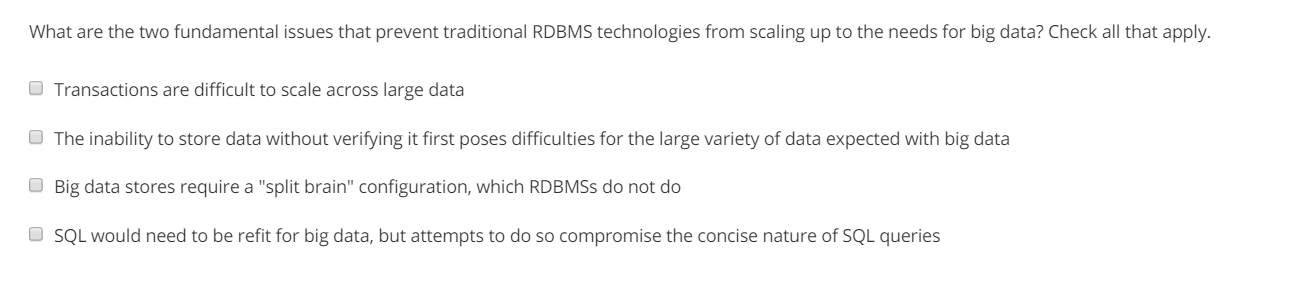 What are the two fundamental issues that prevent traditional RDBMS technologies from scaling up to the needs for big data? Check all that apply.
Transactions are difficult to scale across large data
The inability to store data without verifying it first poses difficulties for the large variety of data expected with big data
Big data stores require a "split brain" configuration, which RDBMSs do not do
SQL would need to be refit for big data, but attempts to do so compromise the concise nature of SQL queries